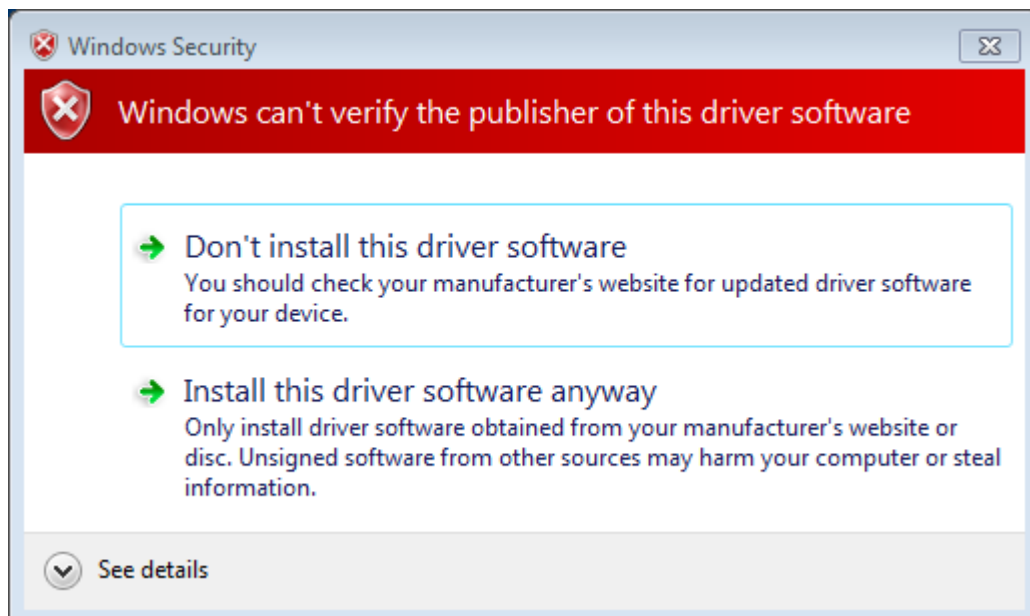 Windows Security
Windows can't verify the publisher of this driver software
Don't install this driver software
You should check your manufacturer's website for updated driver software
for your device.
Install this driver software anyway
Only install driver software obtained from your manufacturer's website or
disc. Unsigned software from other sources may harm your computer or steal
information.
See details